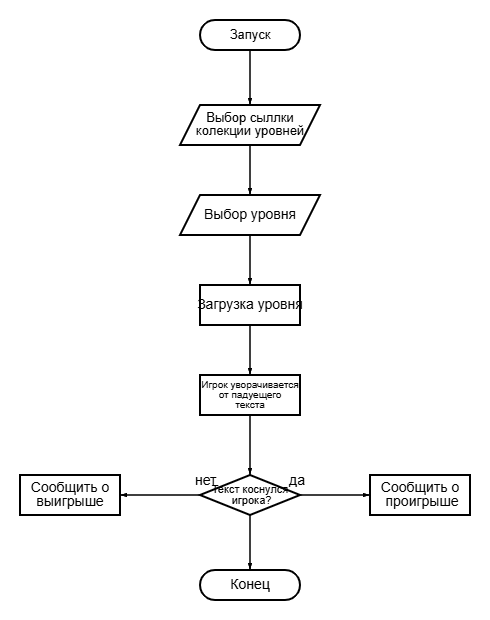 Запуск
Выбор сыллки
колекции уровней
Выбор уровня
Загрузка уровня
Игрок уворачивается
от падуещего
текста
нет
Текст коснулся
игрока?
да
Сообщить о
выигрыше
Сообщить о
проигрыше
Конец